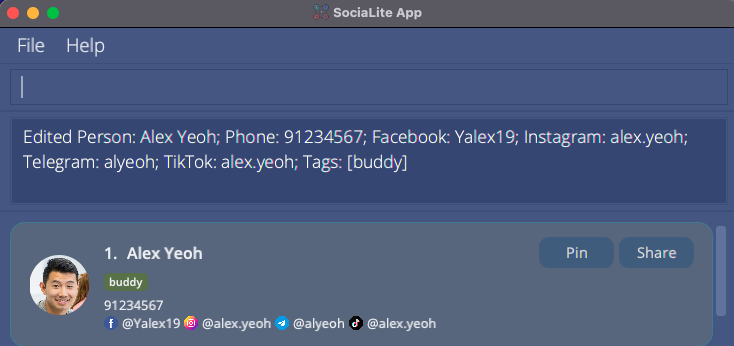 SociaLite App
File Help
Edited Person: Alex Yeoh; Phone: 91234567; Facebook: Yalex19; Instagram: alex.yeoh;
Telegram: alyeoh; TikTok: alex.yeoh; Tags: [buddy]
1. Alex Yeoh
Pin Share
buddy
91234567
@Yalex19 @alex.yeoh @alyeoh @alex.yeoh